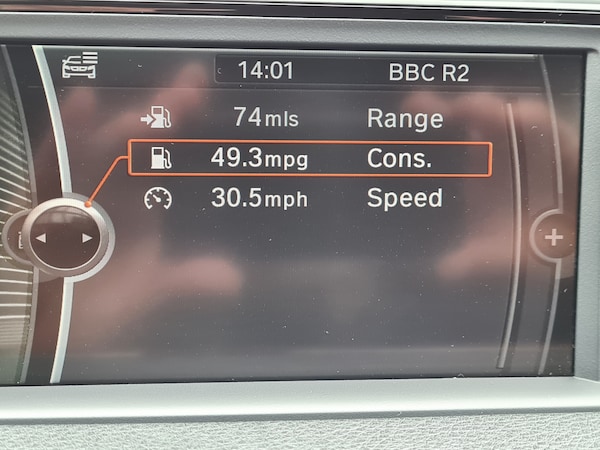 14:01 BBC R2
74mls Range
49.3mpg Cons.
30.5mph Speed